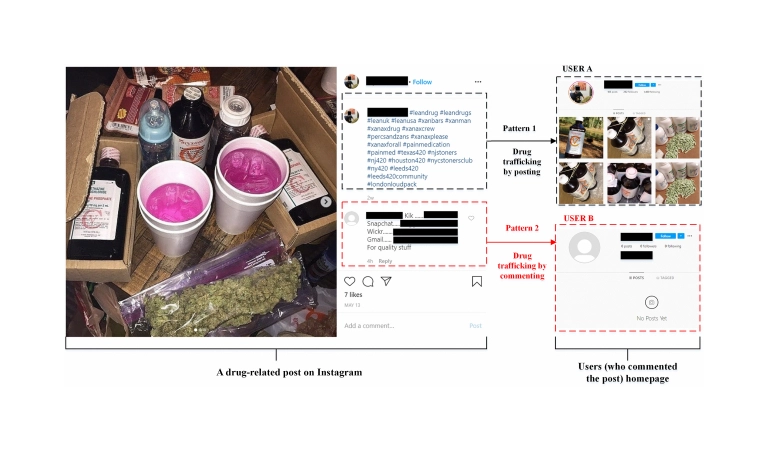 USER A
• Follow
...
#leandrug #leandrugs
#leanuk #leanusa #xanbars #xanman
#xanaxdrug #xanaxcrew
#percsandzans #xanaxplease
#xanaxforall #painmedication
#painmed #texas420 #njstoners
#nj420 #houston420 #nycstonersclub
#ny420 #leeds420
#leeds420community
#londonloudpack
2w
Pattern 1
Drug
trafficking
by posting
Kik ....
Snapchat....
Wickr.....
Gmail.....
For quality stuff
4h Reply
Pattern 2
Drug
trafficking by
commenting
USER B
Follow
0 posts 0 followers 0 following
POSTS
TAGGED
No Posts Yet
7 likes
MAY 13
Add a comment...
Post
A drug-related post on Instagram
Users (who commented
the post) homepage